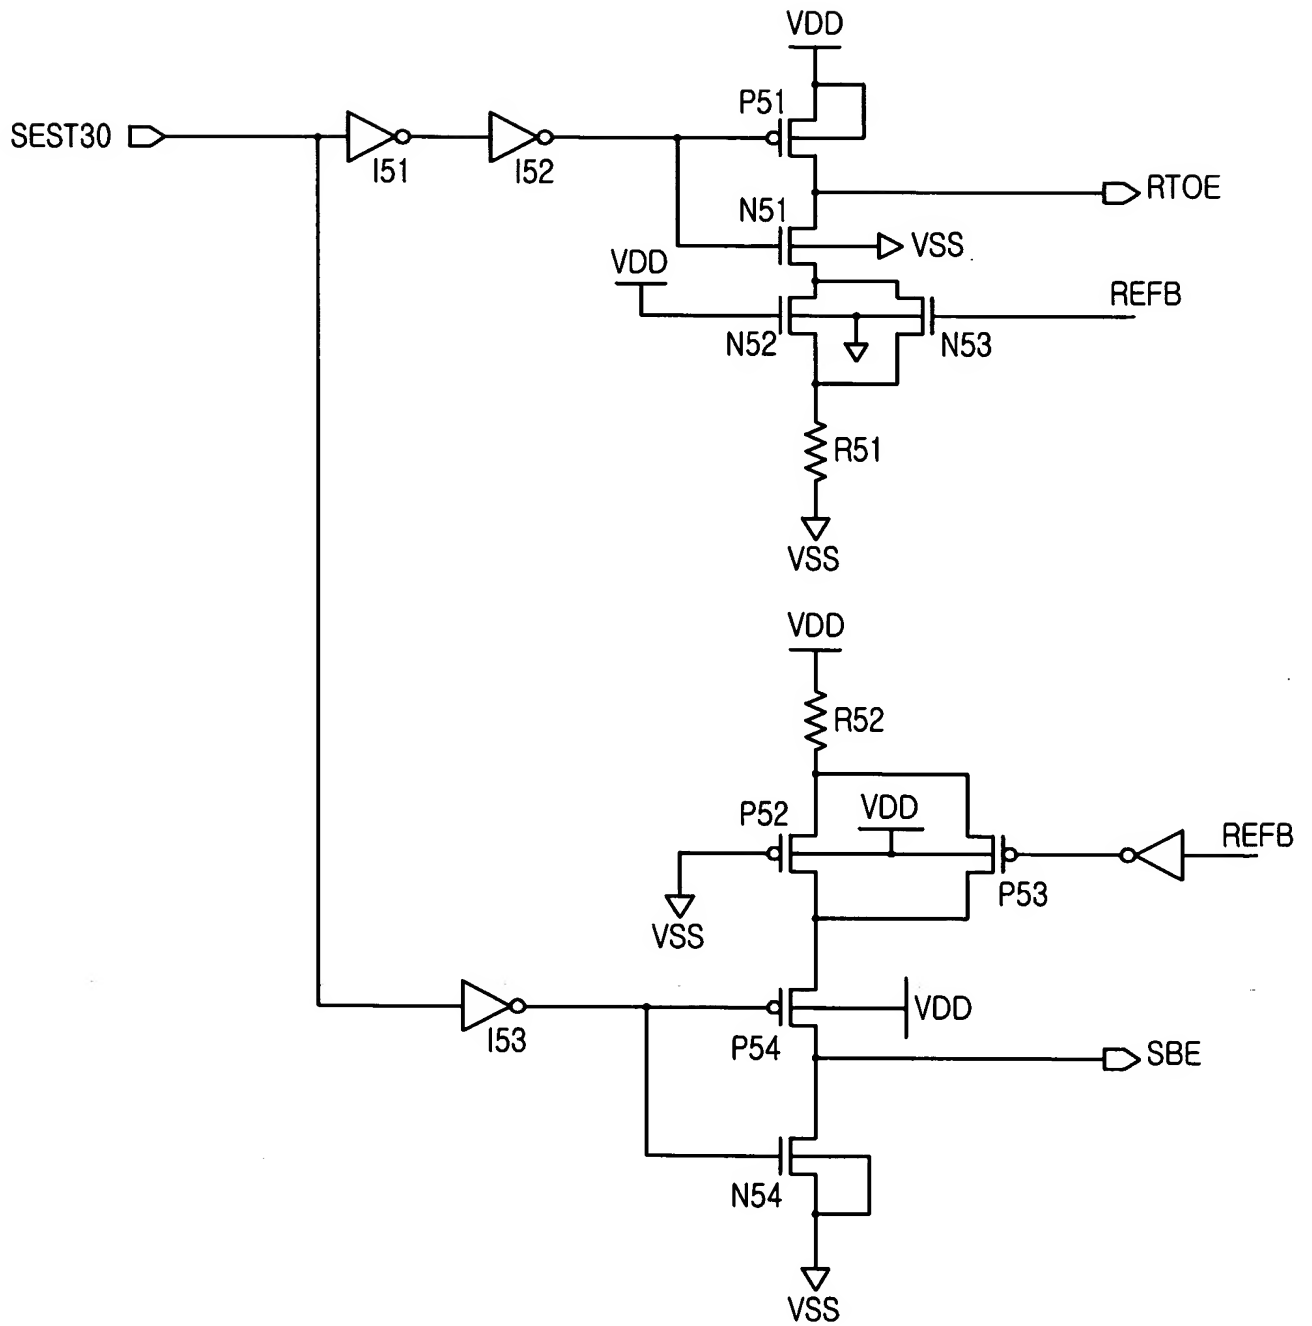 VDD
P51
SEST30
I51
I52
RTOE
N51
VSS
VDD
REFB
N52
N53
R51
VSS
VDD
R52
P52
VDD
REFB
P53
VSS
VDD
I53
P54
SBE
N54
VSS